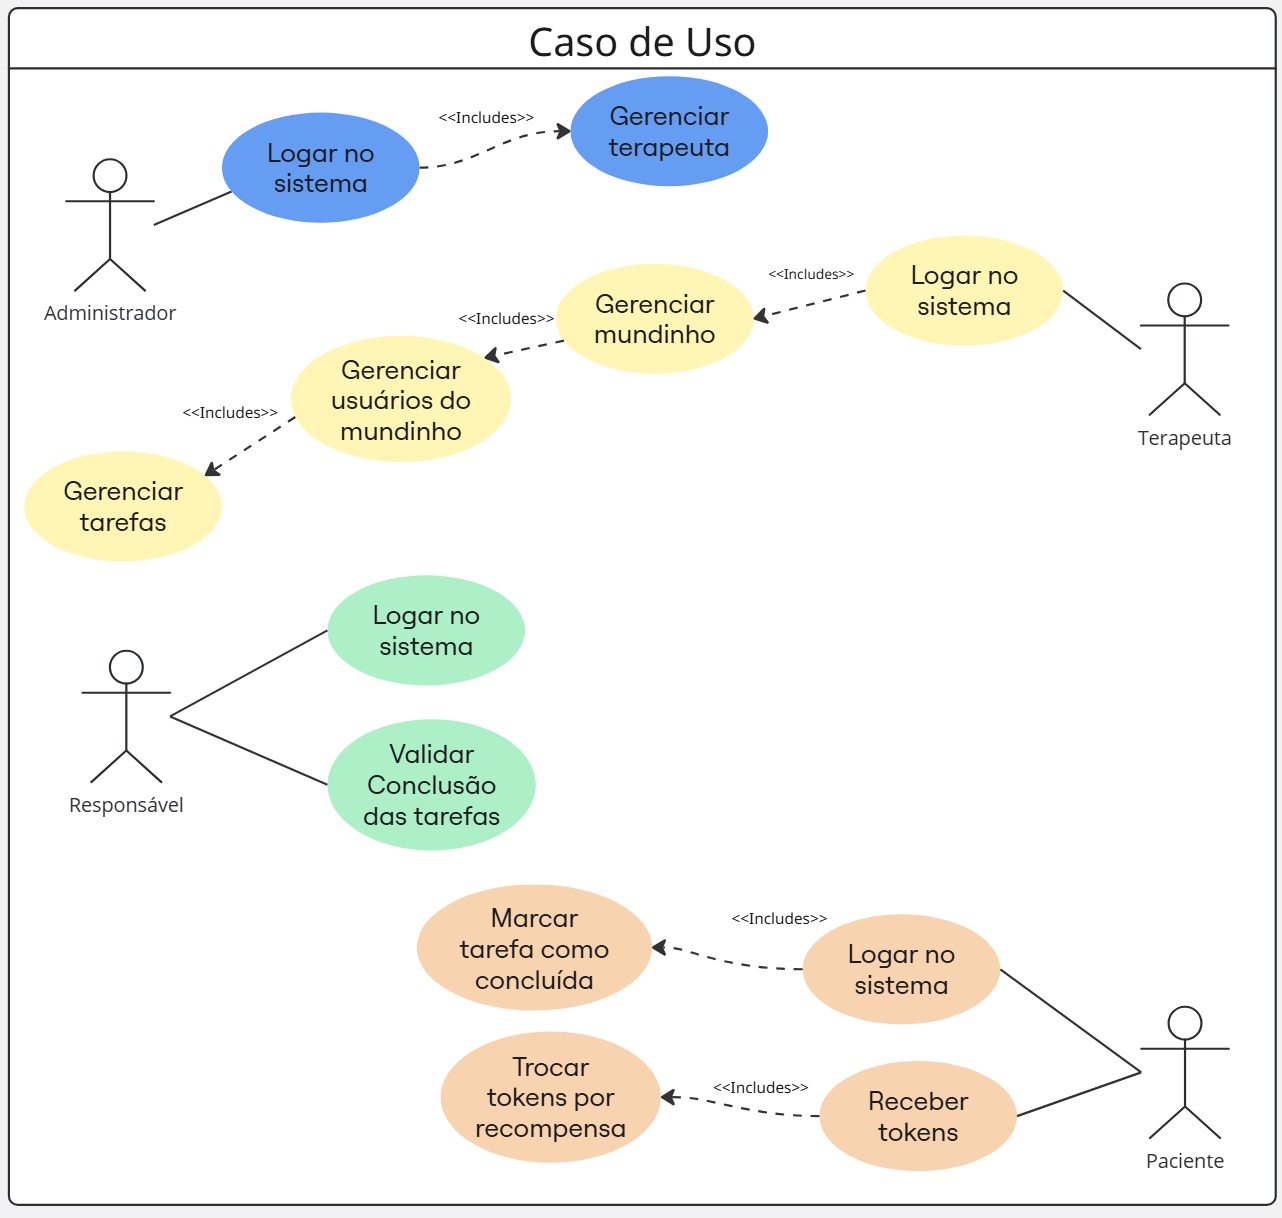 Caso de Uso
<<Includes>>
Gerenciar
terapeuta
Logar no
sistema
Administrador
<<Includes>>
Logar no
sistema
Gerenciar
mundinho
<<Includes>>
Gerenciar
usuários do
mundinho
<<Includes>>
Terapeuta
Gerenciar
tarefas
Logar no
sistema
Validar
Conclusão
das tarefas
Responsável
Marcar
tarefa como
concluída
<<Includes>>
Logar no
sistema
Trocar
tokens por
recompensa
<<Includes>>
Receber
tokens
Paciente